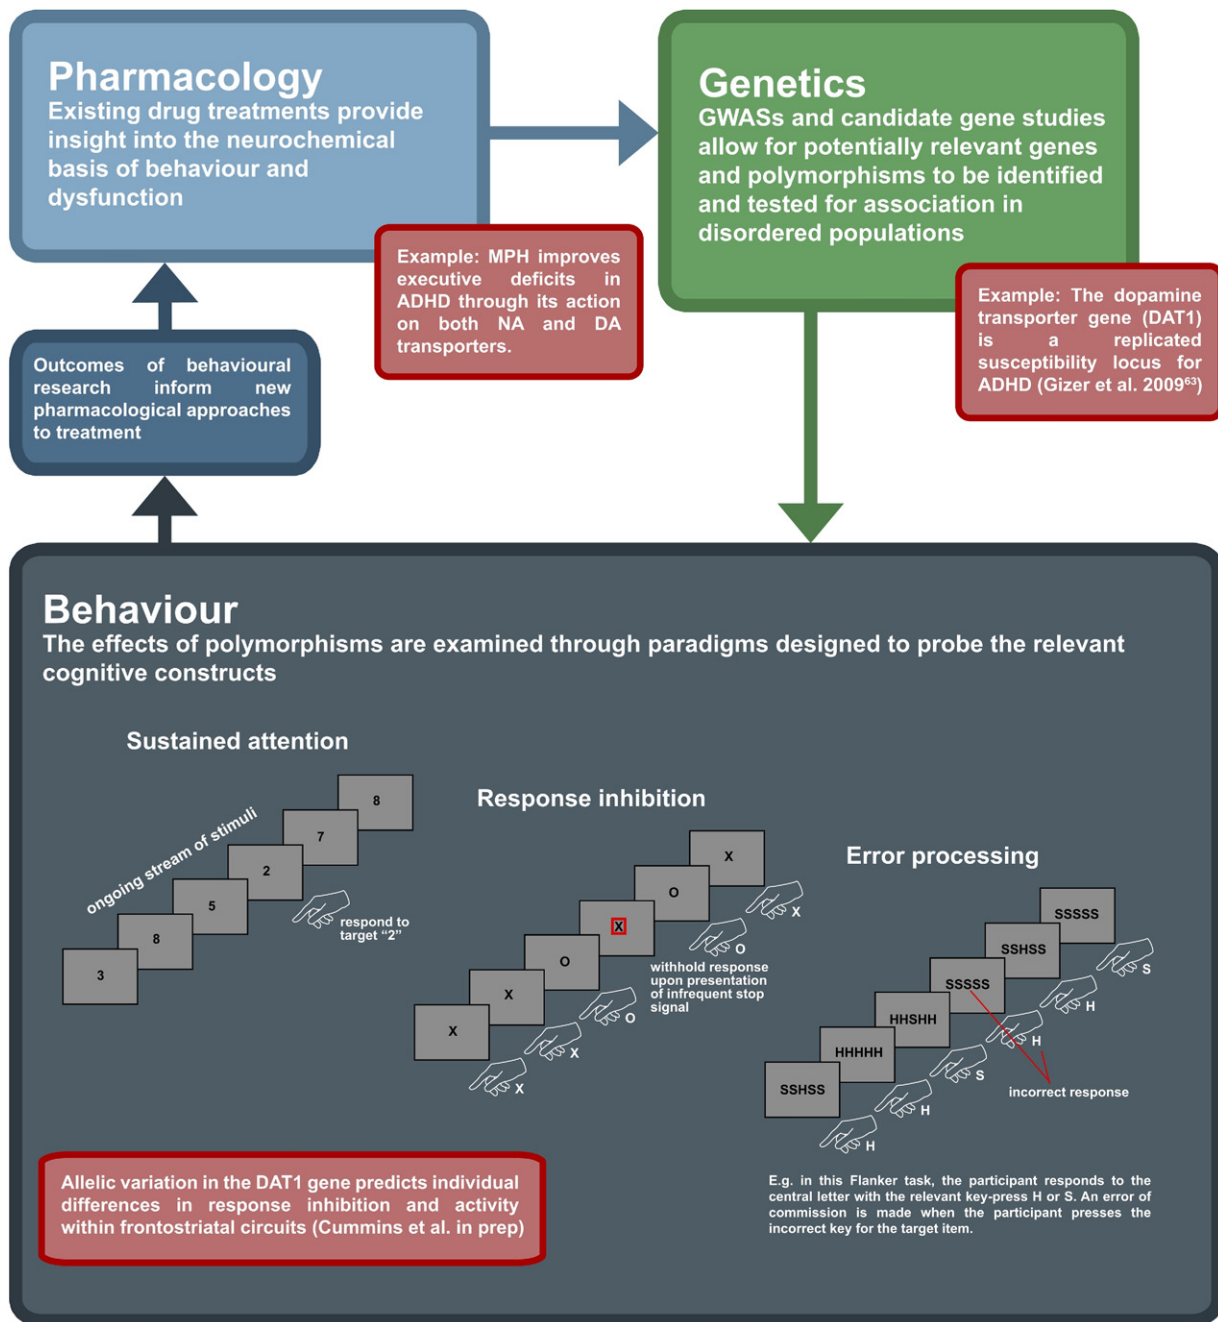 Pharmacology
Existing drug treatments provide
insight into the neurochemical
basis of behaviour and
dysfunction
Genetics
GWASs and candidate gene studies
allow for potentially relevant genes
and polymorphisms to be identified
and tested for association in
disordered populations
Example: MPH improves
executive deficits in
ADHD through its action
on both NA and DA
transporters.
Example: The dopamine
transporter gene (DAT1)
is a replicated
susceptibility locus for
ADHD (Gizer et al. 2009⁶³)
Outcomes of behavioural
research inform new
pharmacological approaches
to treatment
Behaviour
The effects of polymorphisms are examined through paradigms designed to probe the relevant
cognitive constructs
Sustained attention
ongoing stream of stimuli
8
7
2
5
8
3
respond to
target “2”
Response inhibition
X
O
X
O
X
X
X
O
O
X
X
withhold response
upon presentation
of infrequent stop
signal
Error processing
SSSSS
SSHSS
SSSSS
HHSHH
HHHHH
SSHSS
S
H
H
S
H
H
incorrect response
Allelic variation in the DAT1 gene predicts individual
differences in response inhibition and activity
within frontostriatal circuits (Cummins et al. in prep)
E.g. in this Flanker task, the participant responds to the
central letter with the relevant key-press H or S. An error of
commission is made when the participant presses the
incorrect key for the target item.